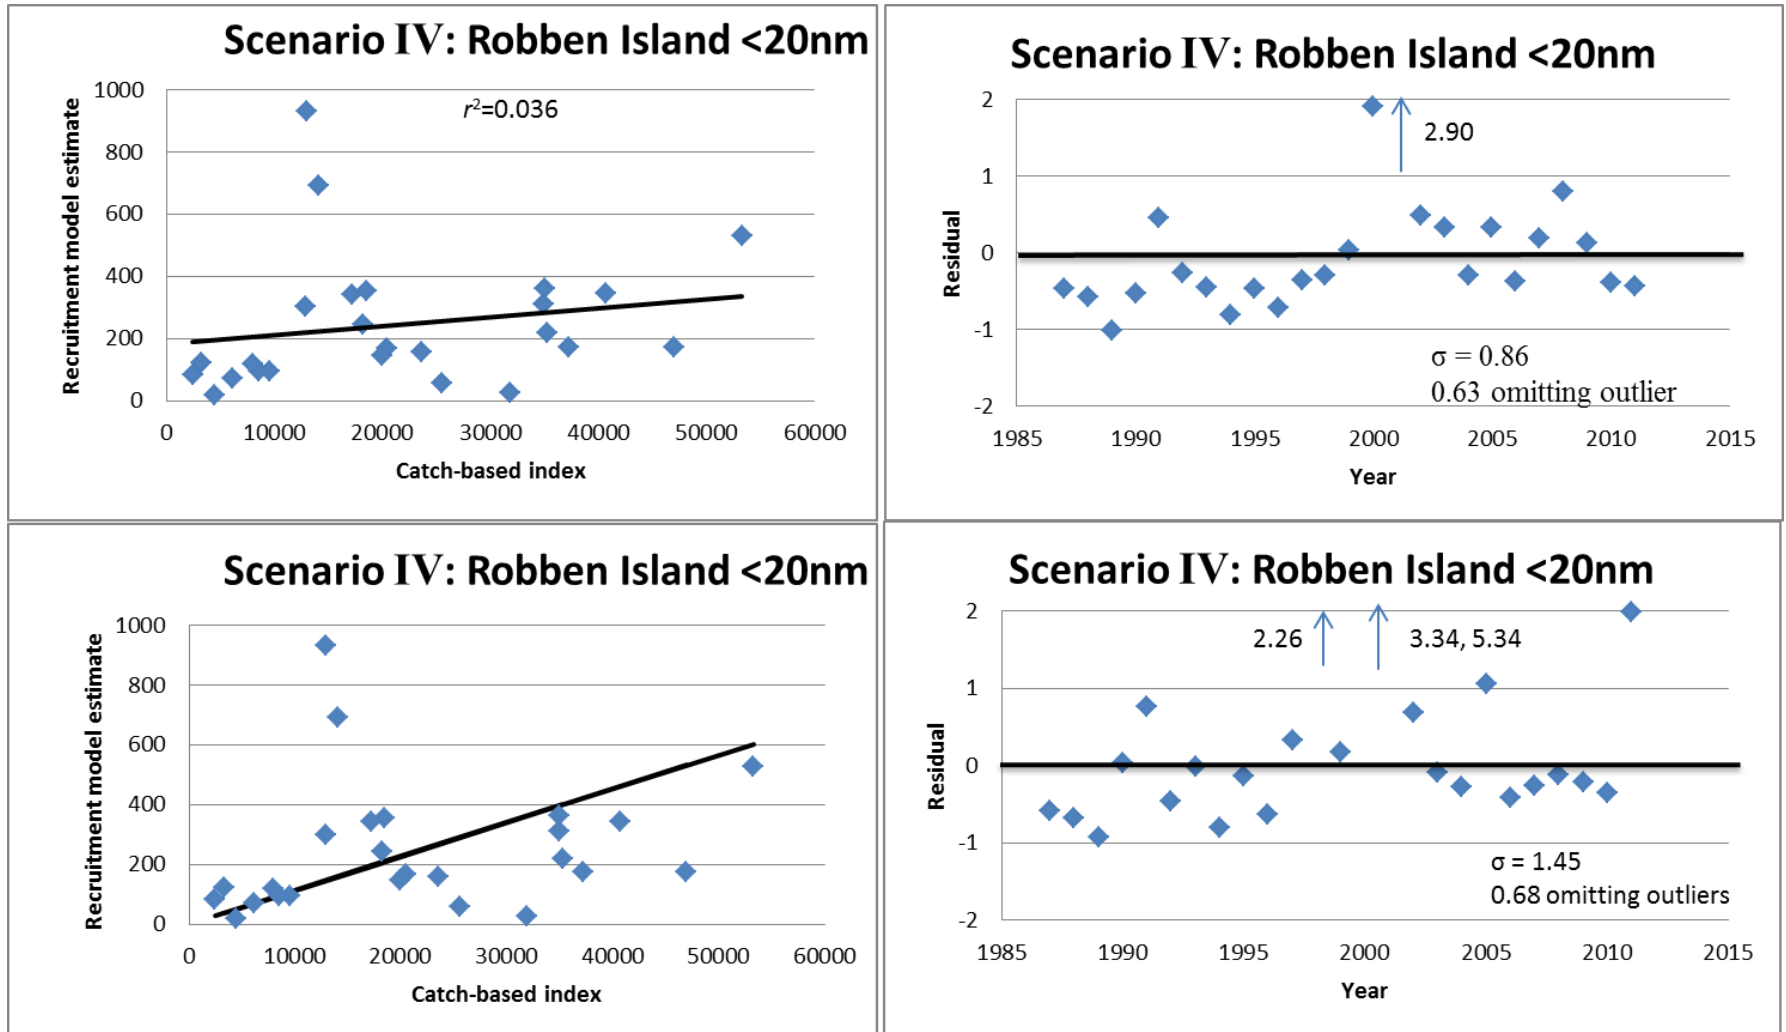 Scenario IV: Robben Island <20nm
r²=0.036
Recruitment model estimate
1000
800
600
400
200
0
0 10000 20000 30000 40000 50000 60000
Catch-based index
Scenario IV: Robben Island <20nm
2.90
Residual
2
1
0
-1
-2
σ = 0.86
0.63 omitting outlier
1985 1990 1995 2000 2005 2010 2015
Year
Scenario IV: Robben Island <20nm
Recruitment model estimate
1000
800
600
400
200
0
0 10000 20000 30000 40000 50000 60000
Catch-based index
Scenario IV: Robben Island <20nm
2.26 3.34, 5.34
Residual
2
1
0
-1
-2
σ = 1.45
0.68 omitting outliers
1985 1990 1995 2000 2005 2010 2015
Year